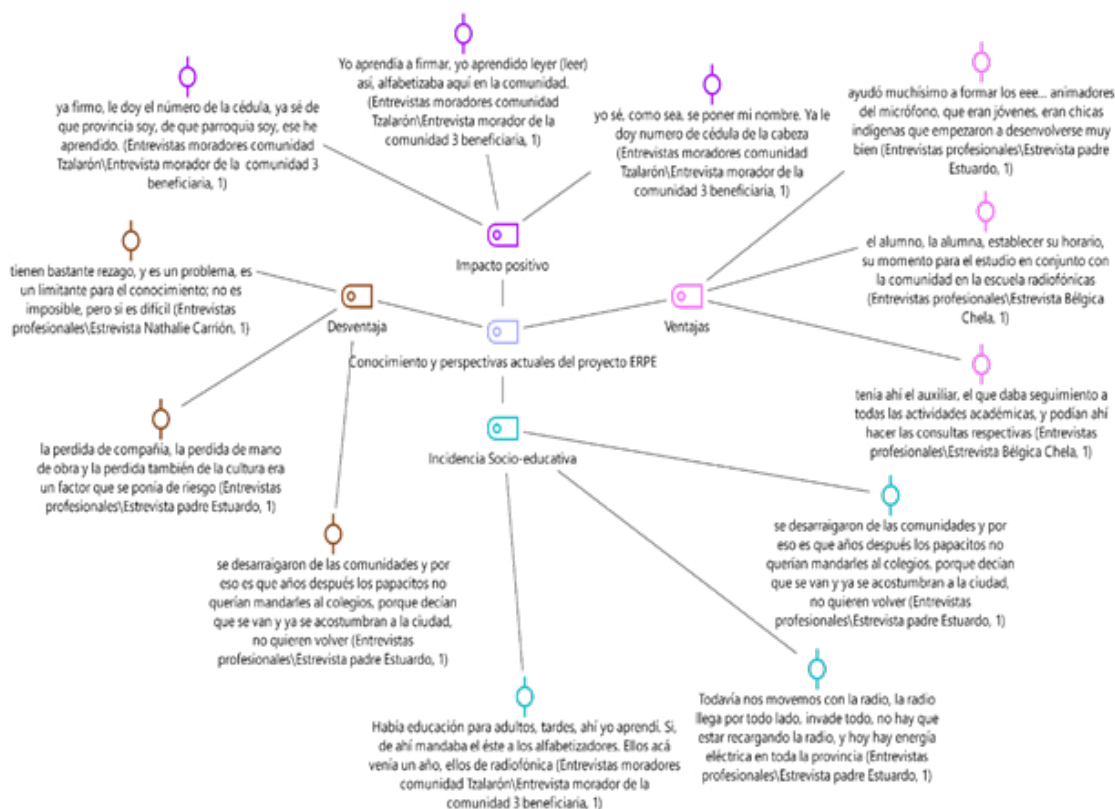 ya firmo, le doy el número de la cédula, ya sé de
que provincia soy, de que parroquia soy, ese he
aprendido. (Entrevistas moradores comunidad
Tzalarón\Entrevista morador de la comunidad 3
beneficiaria, 1)
Yo aprendía a firmar, yo aprendido leyer (leer)
así, alfabetizaba aquí en la comunidad.
(Entrevistas moradores comunidad
Tzalarón\Entrevista morador de la
comunidad 3 beneficiaria, 1)
yo sé, como sea, se poner mi nombre. Ya le
doy numero de cédula de la cabeza
(Entrevistas moradores comunidad
Tzalarón\Entrevista morador de la
comunidad 3 beneficiaria, 1)
ayudó muchísimo a formar los eee... animadores
del micrófono, que eran jóvenes, eran chicas
indígenas que empezaron a desenvolverse muy
bien (Entrevistas profesionales\Estrevista padre
Estuardo, 1)
Impacto positivo
tienen bastante rezago, y es un problema, es
un limitante para el conocimiento; no es
imposible, pero si es difícil (Entrevistas
profesionales\Estrevista Nathalie Carrión, 1)
Desventaja
Ventajas
el alumno, la alumna, establecer su horario,
su momento para el estudio en conjunto con
la comunidad en la escuela radiofónicas
(Entrevistas profesionales\Estrevista Bélgica
Chela, 1)
Conocimiento y perspectivas actuales del proyecto ERPE
tenía ahí el auxiliar, el que daba seguimiento a
todas las actividades académicas, y podían ahí
hacer las consultas respectivas (Entrevistas
profesionales\Estrevista Bélgica Chela, 1)
la perdida de compañía, la perdida de mano
de obra y la perdida también de la cultura era
un factor que se ponía de riesgo (Entrevistas
profesionales\Estrevista padre Estuardo, 1)
Incidencia Socio-educativa
se desarraigaron de las comunidades y por
eso es que años después los papacitos no
querían mandarles al colegios, porque decían
que se van y ya se acostumbran a la ciudad,
no quieren volver (Entrevistas
profesionales\Estrevista padre Estuardo, 1)
se desarraigaron de las comunidades y por
eso es que años después los papacitos no
querían mandarles al colegios, porque decían
que se van y ya se acostumbran a la ciudad,
no quieren volver (Entrevistas
profesionales\Estrevista padre Estuardo, 1)
Había educación para adultos, tardes, ahí yo aprendí. Si,
de ahí mandaba el éste a los alfabetizadores. Ellos acá
venía un año, ellos de radiofónica (Entrevistas moradores
comunidad Tzalarón\Entrevista morador de la
comunidad 3 beneficiaria, 1)
Todavía nos movemos con la radio, la radio
llega por todo lado, invade todo, no hay que
estar recargando la radio, y hoy hay energía
eléctrica en toda la provincia (Entrevistas
profesionales\Estrevista padre Estuardo, 1)